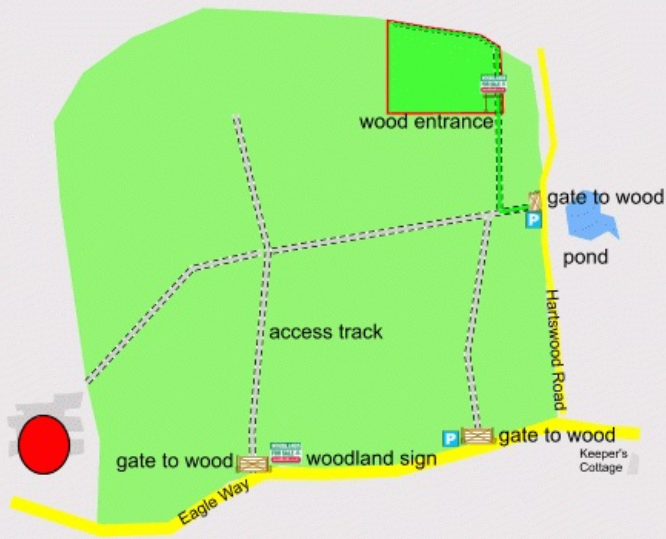 wood entrance
gate to wood
P
pond
Hartswood Road
access track
P
gate to wood
gate to wood
woodland sign
Keeper's
Cottage
Eagle Way